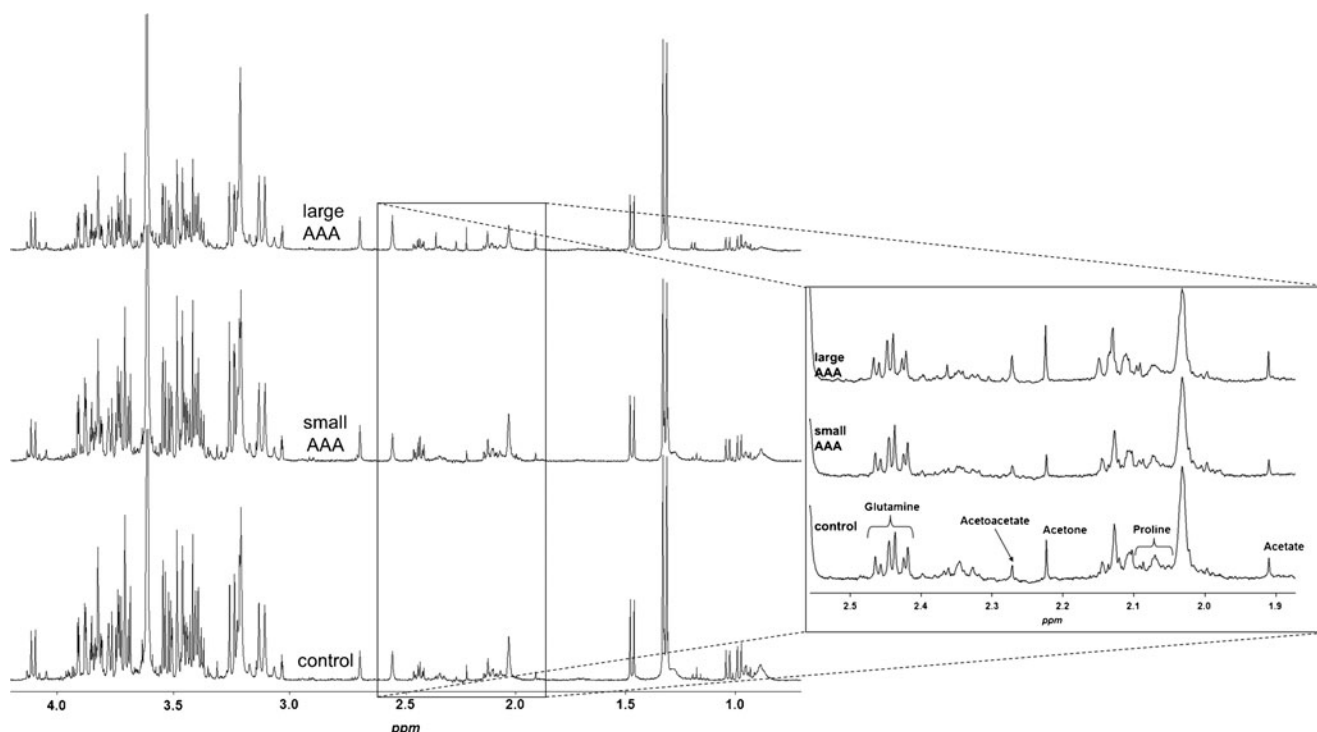 large
AAA
small
AAA
control
4.0 3.5 3.0 2.5 2.0 1.5 1.0
ppm
large
AAA
small
AAA
control
Glutamine
Acetoacetate
Acetone
Proline
Acetate
2.5 2.4 2.3 2.2 2.1 2.0 1.9
ppm